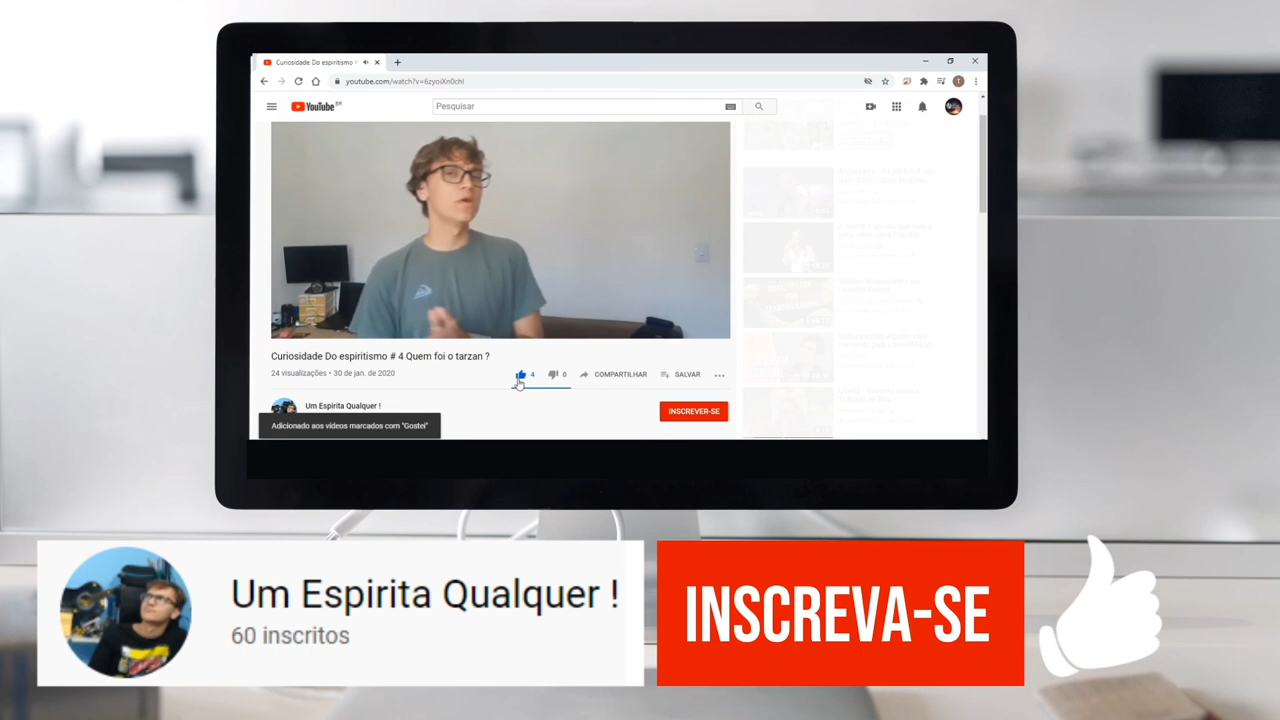 Curiosidade Do espiritismo
youtube.com/watch?v=6zyoiXn0chI
T
YouTube BR
Pesquisar
Curiosidade Do espiritismo # 4 Quem foi o tarzan ?
24 visualizações • 30 de jan. de 2020
4 0 COMPARTILHAR SALVAR
Um Espirita Qualquer !
INSCREVER-SE
Adicionado aos vídeos marcados com "Gostei"
Um Espirita Qualquer !
60 inscritos
INSCREVA-SE